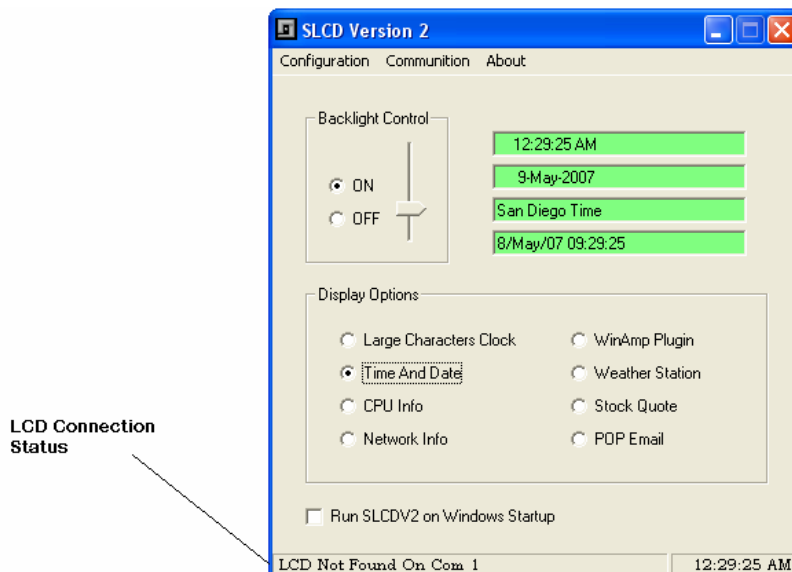 SLCD Version 2
Configuration Communition About
Backlight Control
ON
OFF
12:29:25 AM
9-May-2007
San Diego Time
8/May/07 09:29:25
Display Options
Large Characters Clock
WinAmp Plugin
Time And Date
Weather Station
CPU Info
Stock Quote
Network Info
POP Email
LCD Connection
Status
Run SLCDV2 on Windows Startup
LCD Not Found On Com 1
12:29:25 AM